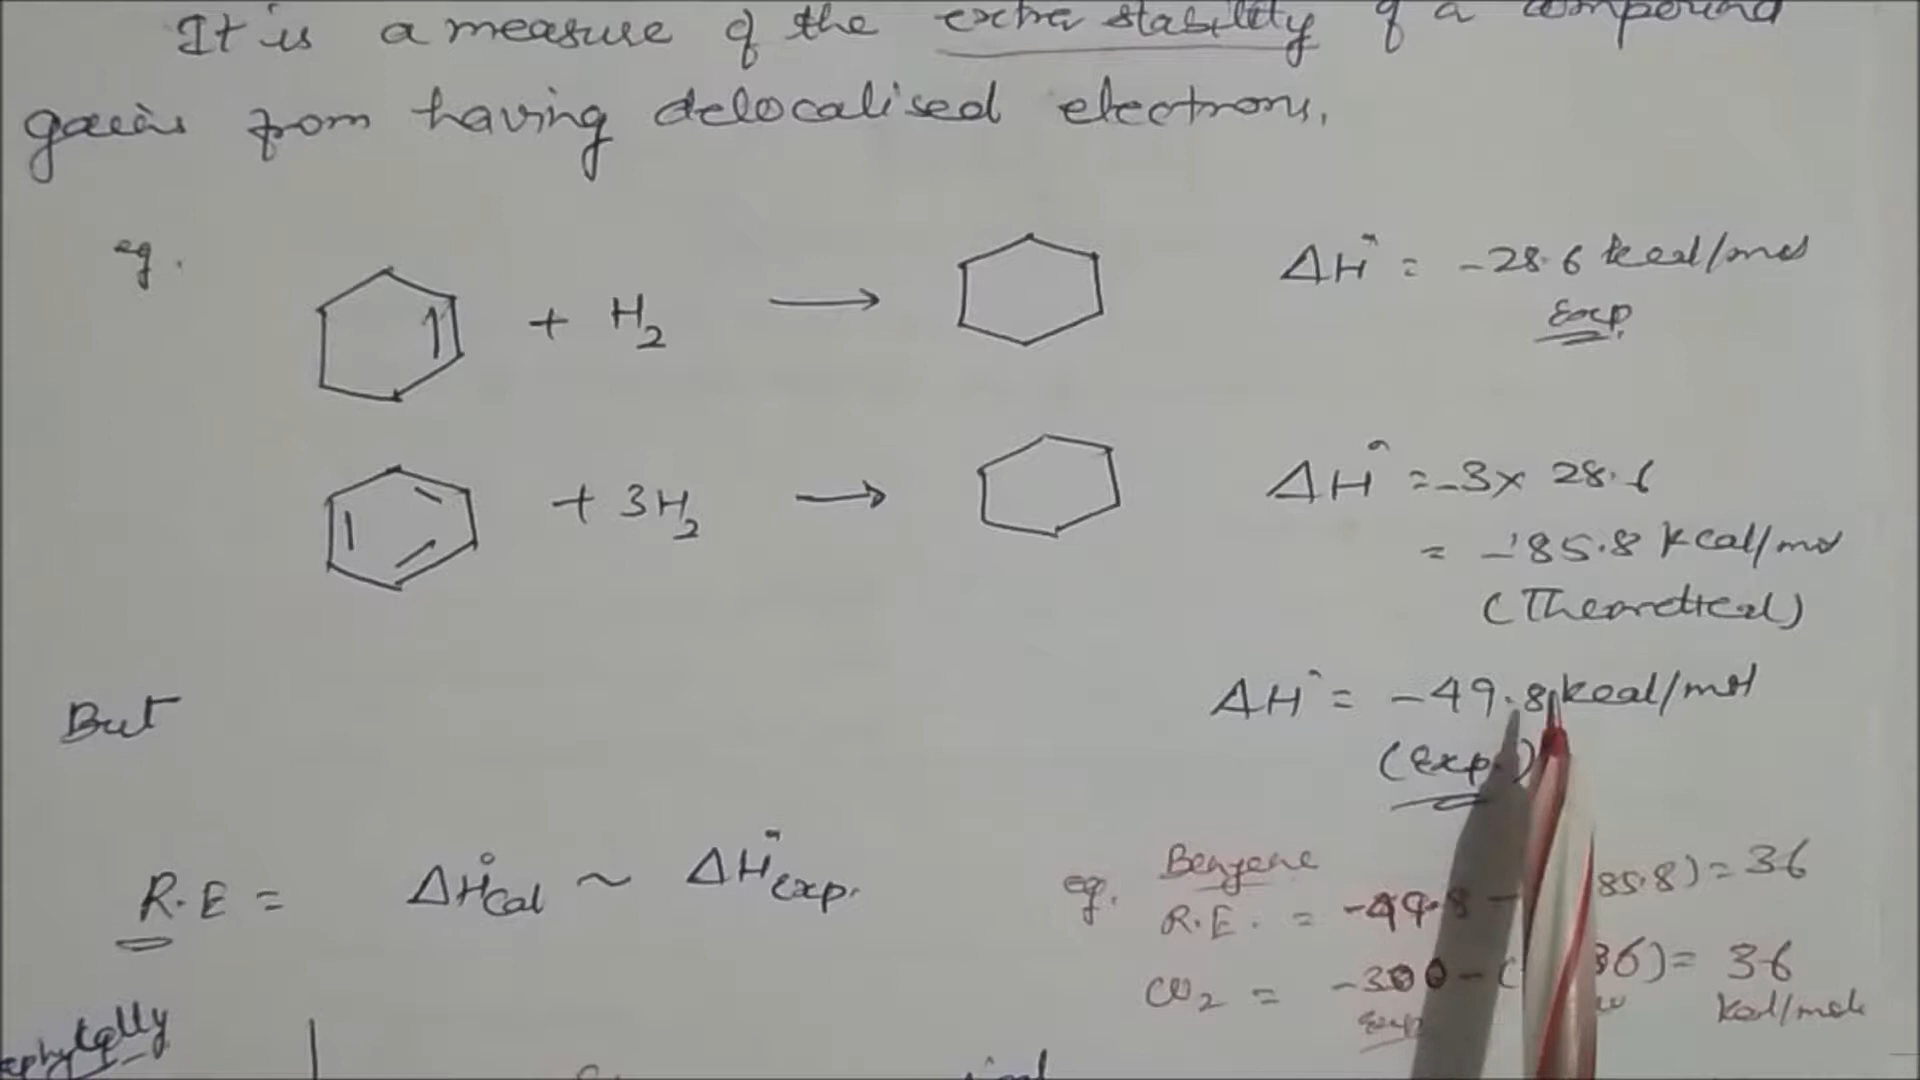 It is a measure of the extra stability of a compound
gains from having delocalised electrons.
eg.
+ H2 → ΔH° = -28.6 kcal/mol
Exp.
+ 3H2 → ΔH° = -3 x 28.6
= -85.8 kcal/mol
(Theoretical)
But ΔH° = -49.8 kcal/mol
(Exp.)
R.E = ΔH°cal ~ ΔH°exp.
eg. Benzene
R.E. = -49.8 - 85.8) = 36
CO2 = -300 - ( 36) = 36
kcal/mole